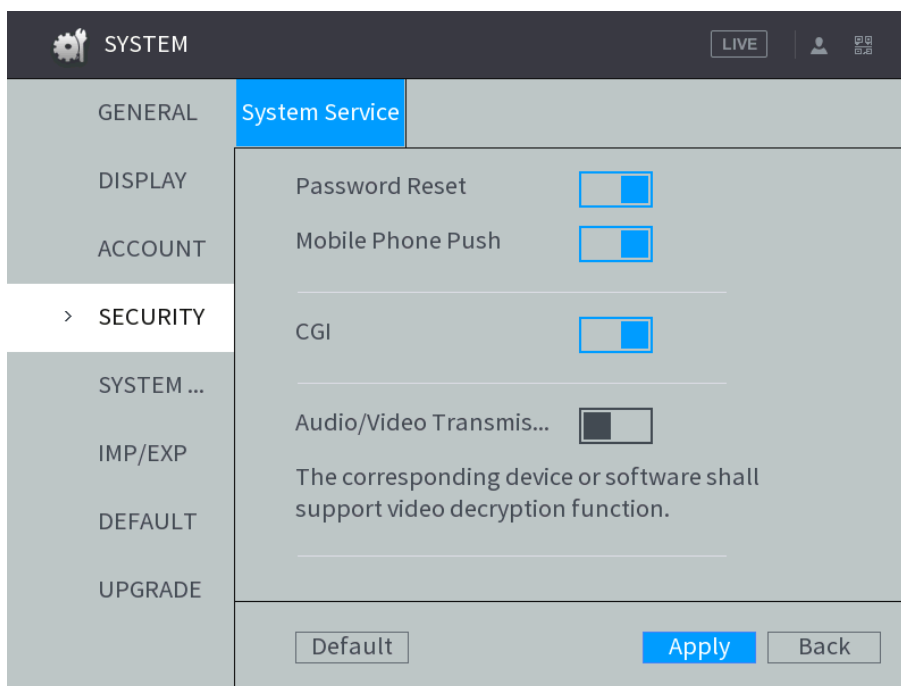 SYSTEM
LIVE
GENERAL
System Service
DISPLAY
Password Reset
ACCOUNT
Mobile Phone Push
> SECURITY
CGI
SYSTEM ...
Audio/Video Transmis...
IMP/EXP
The corresponding device or software shall
support video decryption function.
DEFAULT
UPGRADE
Default
Apply
Back